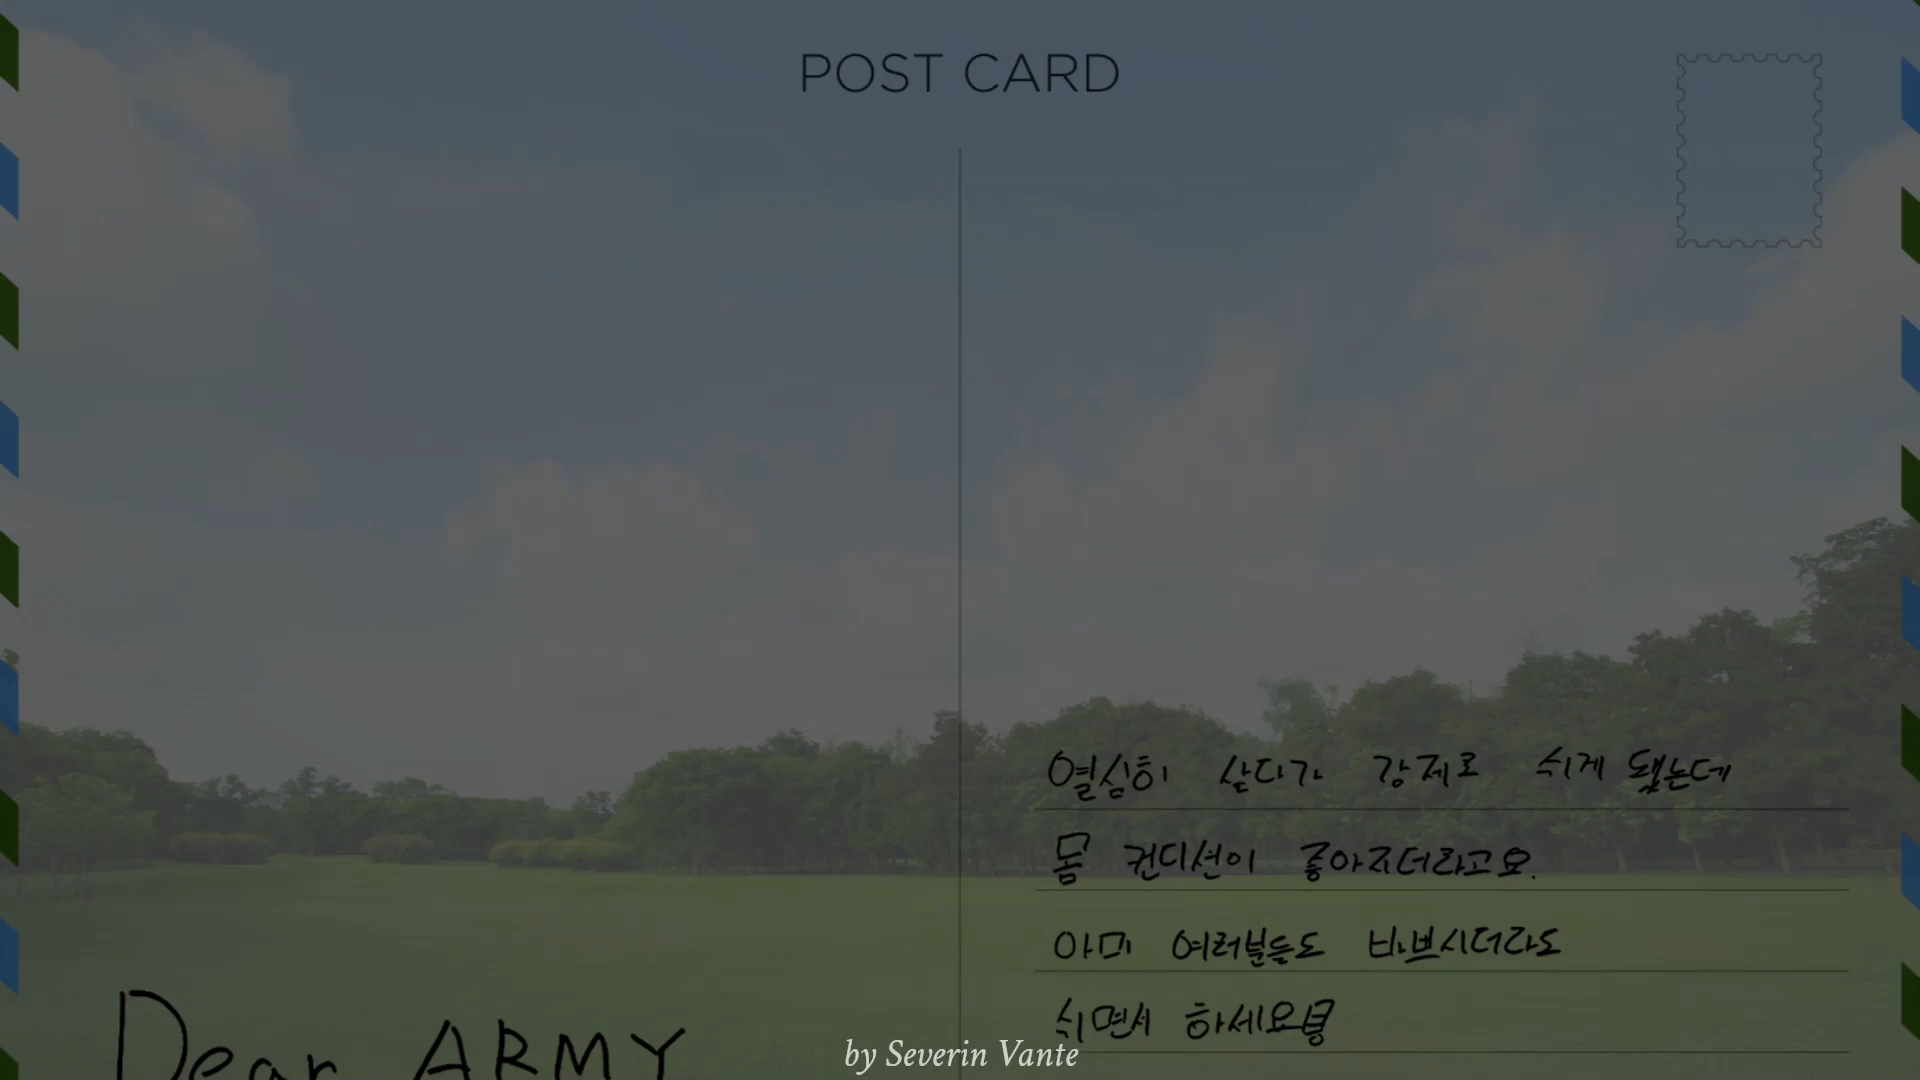 POST CARD
열심히 살다가 강제로 쉬게 됐는데
몸 컨디션이 좋아지더라고요.
아미 여러분들도 바쁘시더라도
쉬면서 하세요
Dear ARMY
by Severin Vante